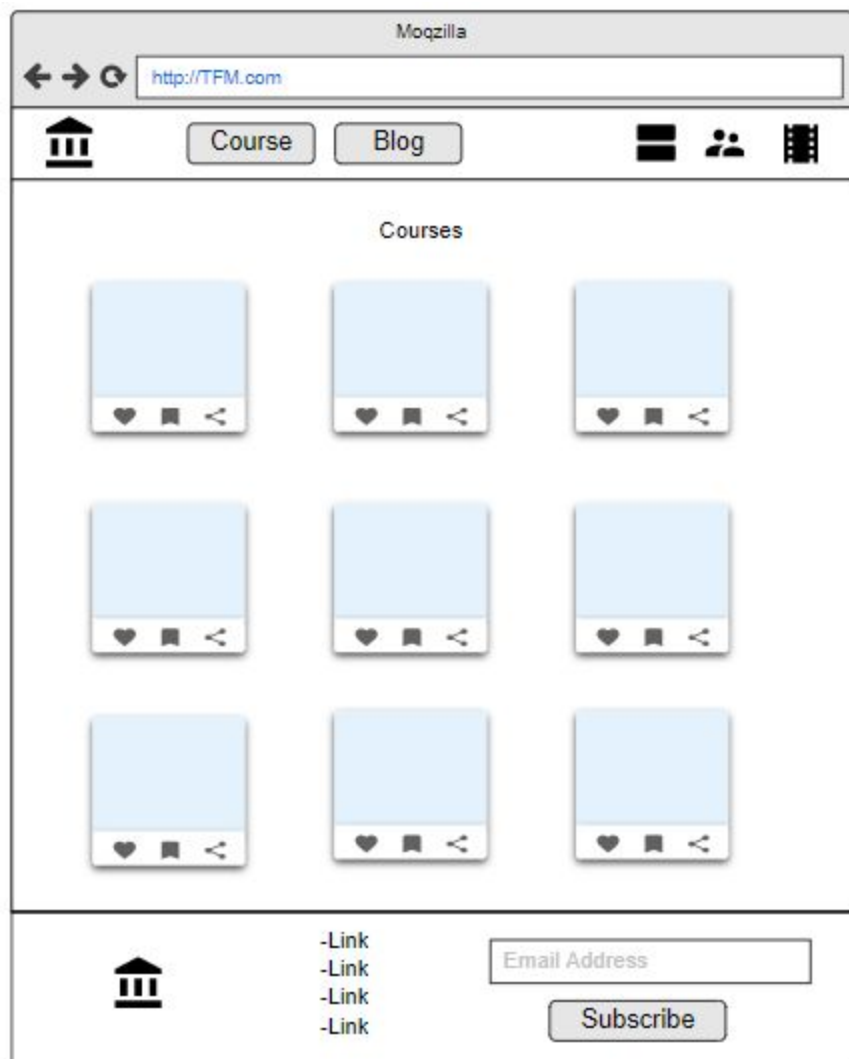 Moqzilla
http://TFM.com
Course Blog
Courses
-Link
-Link
-Link
-Link
Email Address
Subscribe